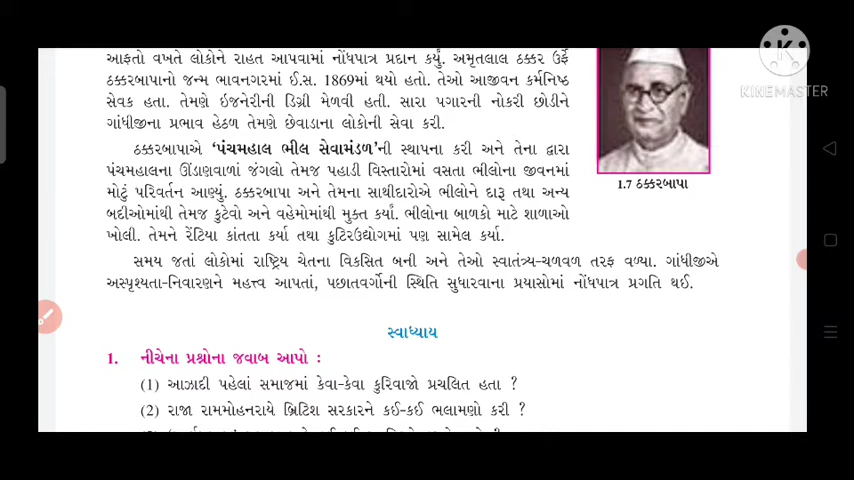 આફતો વખતે લોકોને રાહત આપવામાં નોંધપાત્ર પ્રદાન કર્યું. અમૃતલાલ ઠક્કર ઉર્ફે
ઠક્કરબાપાનો જન્મ ભાવનગરમાં ઈ.સ. 1869માં થયો હતો. તેઓ આજીવન કર્મનિષ્ઠ
સેવક હતા. તેમણે ઇજનેરીની ડિગ્રી મેળવી હતી. સારા પગારની નોકરી છોડીને
ગાંધીજીના પ્રભાવ હેઠળ તેમણે છેવાડાના લોકોની સેવા કરી.
ઠક્કરબાપાએ ‘પંચમહાલ ભીલ સેવામંડળ’ની સ્થાપના કરી અને તેના દ્વારા
પંચમહાલના ઊંડાણવાળાં જંગલો તેમજ પહાડી વિસ્તારોમાં વસતા ભીલોના જીવનમાં
મોટું પરિવર્તન આણ્યું. ઠક્કરબાપા અને તેમના સાથીદારોએ ભીલોને દારૂ તથા અન્ય
બદીઓમાંથી તેમજ કુટેવો અને વહેમોમાંથી મુક્ત કર્યાં. ભીલોના બાળકો માટે શાળાઓ
ખોલી. તેમને રેંટિયા કાંતતા કર્યા તથા કુટિરઉદ્યોગમાં પણ સામેલ કર્યા.
1.7 ઠક્કરબાપા
સમય જતાં લોકોમાં રાષ્ટ્રિય ચેતના વિકસિત બની અને તેઓ સ્વાતંત્ર્ય-ચળવળ તરફ વળ્યા. ગાંધીજીએ
અસ્પૃશ્યતા-નિવારણને મહત્ત્વ આપતાં, પછાતવર્ગોની સ્થિતિ સુધારવાના પ્રયાસોમાં નોંધપાત્ર પ્રગતિ થઈ.
સ્વાધ્યાય
1. નીચેના પ્રશ્નોના જવાબ આપો :
(1) આઝાદી પહેલાં સમાજમાં કેવા-કેવા કુરિવાજો પ્રચલિત હતા ?
(2) રાજા રામમોહનરાયે બ્રિટિશ સરકારને કઈ-કઈ ભલામણો કરી ?
KINEMASTER